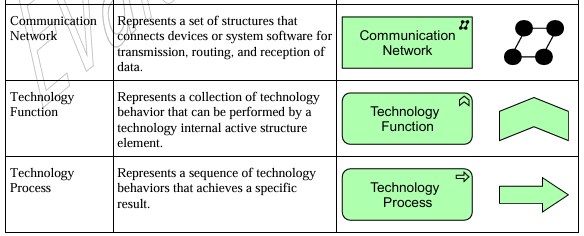 Communication
Network
Represents a set of structures that
connects devices or system software for
transmission, routing, and reception of
data.
Communication
Network
Technology
Function
Represents a collection of technology
behavior that can be performed by a
technology internal active structure
element.
Technology
Function
Technology
Process
Represents a sequence of technology
behaviors that achieves a specific
result.
Technology
Process